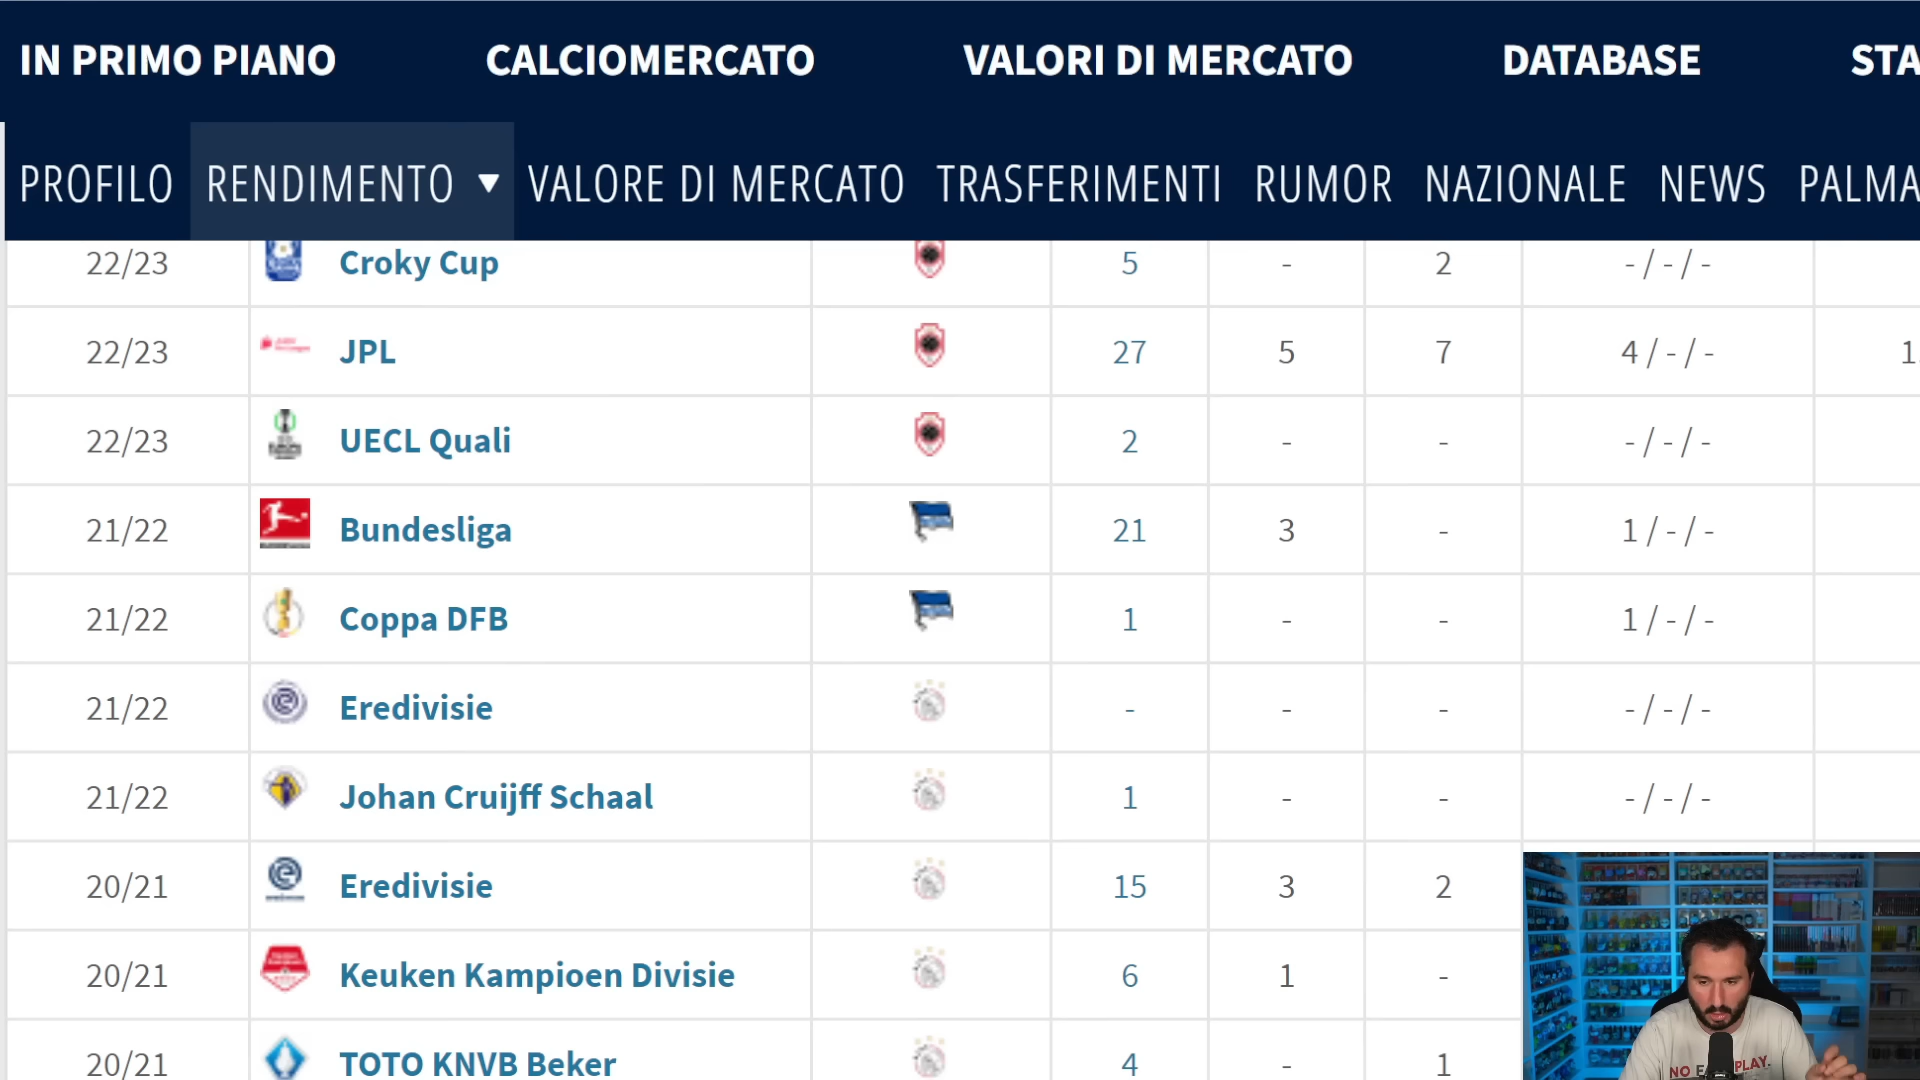 IN PRIMO PIANO CALCIOMERCATO VALORI DI MERCATO DATABASE STA
PROFILO RENDIMENTO ▼ VALORE DI MERCATO TRASFERIMENTI RUMOR NAZIONALE NEWS PALMA
22/23 Croky Cup 5 - 2 - / - / -
22/23 JPL 27 5 7 4 / - / - 1
22/23 UECL Quali 2 - - - / - / -
21/22 Bundesliga 21 3 - 1 / - / -
21/22 Coppa DFB 1 - - 1 / - / -
21/22 Eredivisie - - - - / - / -
21/22 Johan Cruijff Schaal 1 - - - / - / -
20/21 Eredivisie 15 3 2
20/21 Keuken Kampioen Divisie 6 1 -
20/21 TOTO KNVB Beker 4 - 1
NO PLAY.